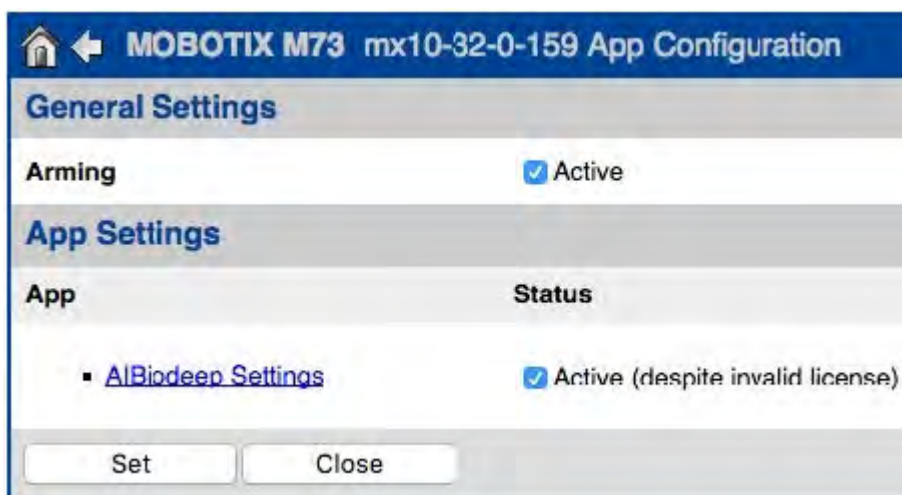 MOBOTIX M73 mx10-32-0-159 App Configuration
General Settings
Arming Active
App Settings
App Status
AIBiodeep Settings Active (despite invalid license)
Set Close